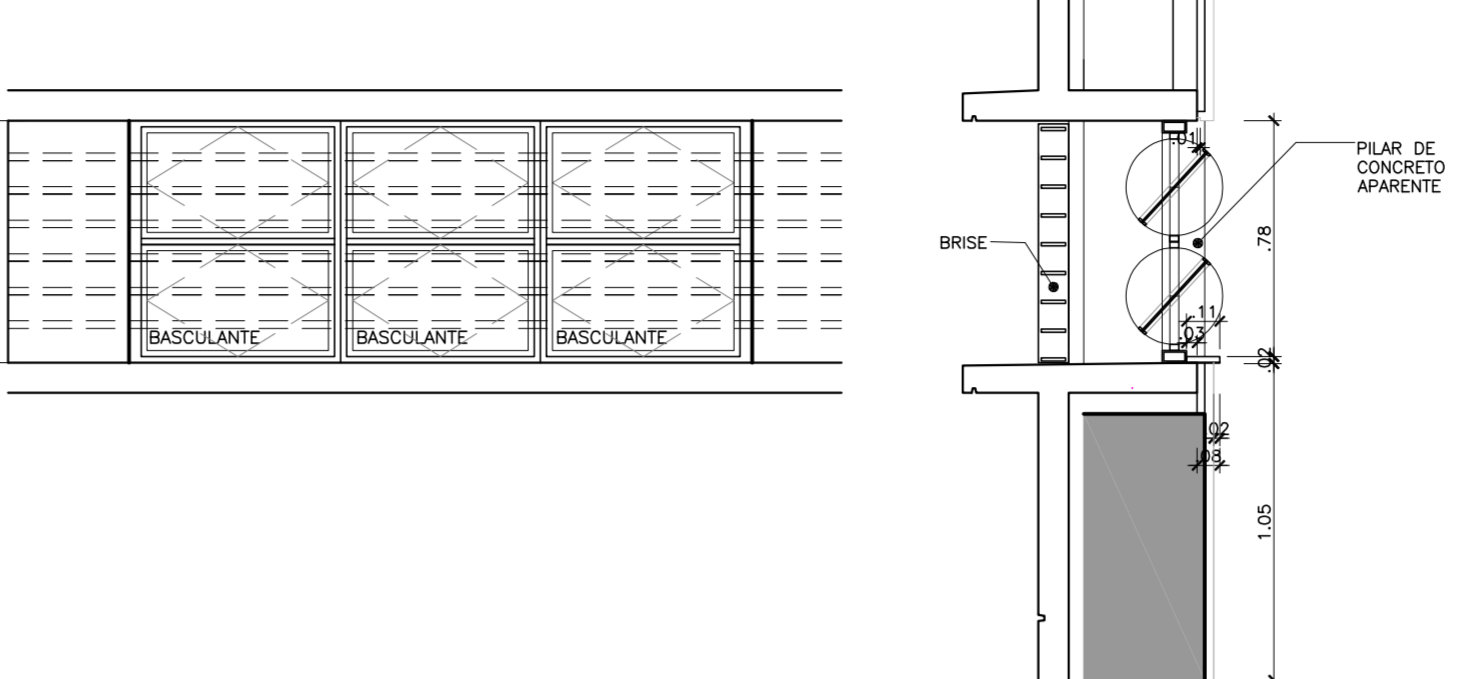 BASCULANTE
BASCULANTE
BASCULANTE
BRISE
PILAR DE
CONCRETO
APARENTE
.01
.78
.11
.03
.02
.02
.08
1.05